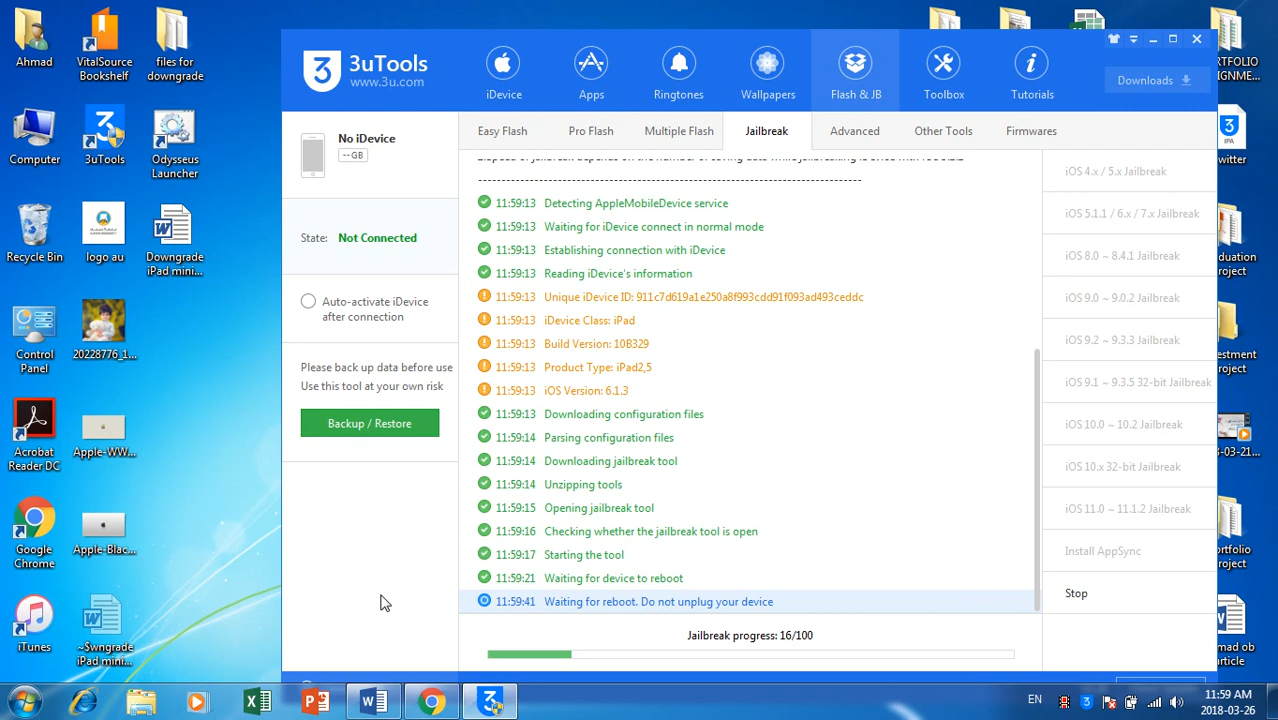 Ahmad
VitalSource
Bookshelf
files for
downgrade
Computer
3uTools
Odysseus
Launcher
Recycle Bin
logo au
Downgrade
iPad mini...
Control
Panel
20228776_1...
Acrobat
Reader DC
Apple-WW...
Google
Chrome
Apple-Blac...
iTunes
~$wngrade
iPad mini...
3uTools
www.3u.com
iDevice
Apps
Ringtones
Wallpapers
Flash & JB
Toolbox
Tutorials
Downloads
No iDevice
-- GB
State: Not Connected
Auto-activate iDevice
after connection
Please back up data before use
Use this tool at your own risk
Backup / Restore
Easy Flash
Pro Flash
Multiple Flash
Jailbreak
Advanced
Other Tools
Firmwares
--------------------------------------------------------------------------------
11:59:13 Detecting AppleMobileDevice service
11:59:13 Waiting for iDevice connect in normal mode
11:59:13 Establishing connection with iDevice
11:59:13 Reading iDevice's information
11:59:13 Unique iDevice ID: 911c7d619a1e250a8f993cdd91f093ad493ceddc
11:59:13 iDevice Class: iPad
11:59:13 Build Version: 10B329
11:59:13 Product Type: iPad2,5
11:59:13 iOS Version: 6.1.3
11:59:13 Downloading configuration files
11:59:14 Parsing configuration files
11:59:14 Downloading jailbreak tool
11:59:14 Unzipping tools
11:59:15 Opening jailbreak tool
11:59:16 Checking whether the jailbreak tool is open
11:59:17 Starting the tool
11:59:21 Waiting for device to reboot
11:59:41 Waiting for reboot. Do not unplug your device
Jailbreak progress: 16/100
iOS 4.x / 5.x Jailbreak
iOS 5.1.1 / 6.x / 7.x Jailbreak
iOS 8.0 ~ 8.4.1 Jailbreak
iOS 9.0 ~ 9.0.2 Jailbreak
iOS 9.2 ~ 9.3.3 Jailbreak
iOS 9.1 ~ 9.3.5 32-bit Jailbreak
iOS 10.0 ~ 10.2 Jailbreak
iOS 10.x 32-bit Jailbreak
iOS 11.0 ~ 11.1.2 Jailbreak
Install AppSync
Stop
EN
11:59 AM
2018-03-26